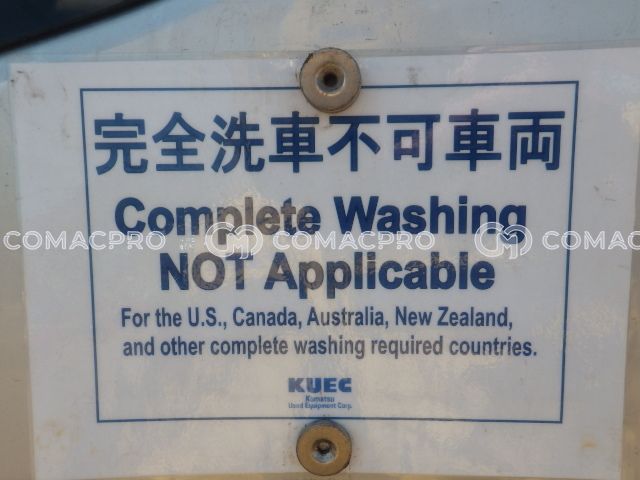 完全洗車不可車両
Complete Washing
COMACPRO COMACPRO COMACPRO
NOT Applicable
For the U.S., Canada, Australia, New Zealand,
and other complete washing required countries.
KUEC
Komatsu
Used Equipment Corp.